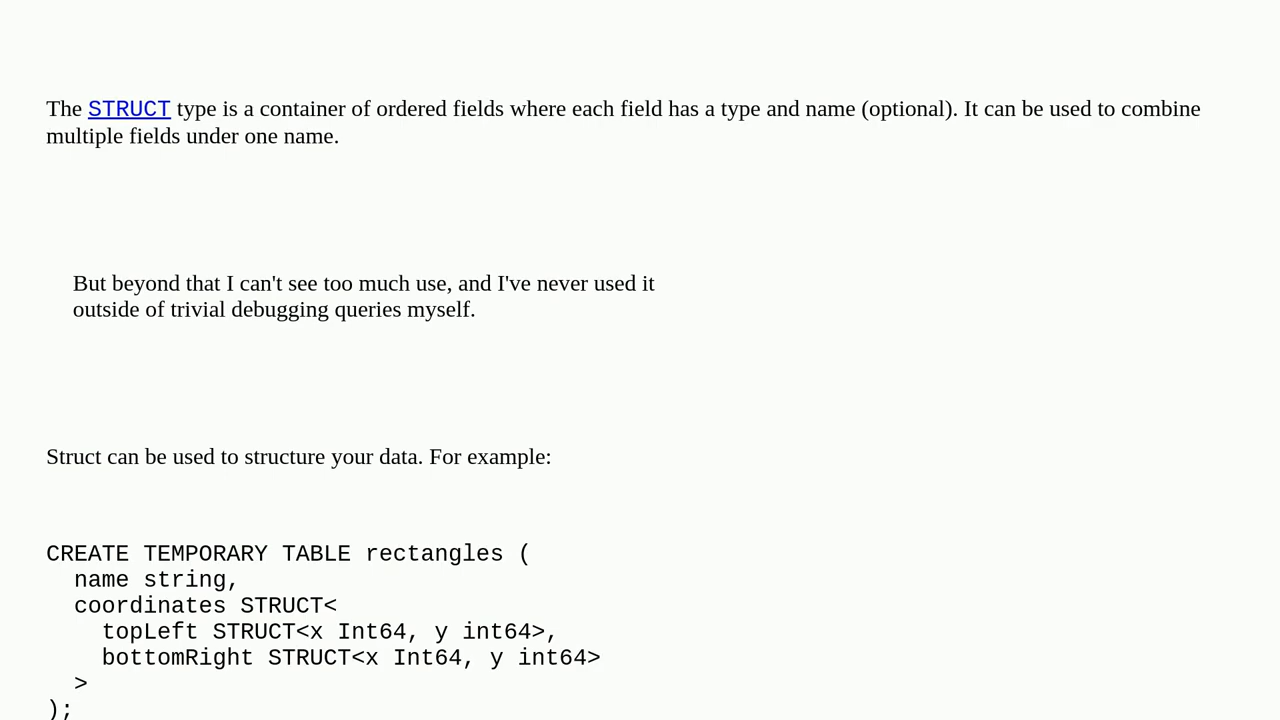 The STRUCT type is a container of ordered fields where each field has a type and name (optional). It can be used to combine
multiple fields under one name.
But beyond that I can't see too much use, and I've never used it
outside of trivial debugging queries myself.
Struct can be used to structure your data. For example:
CREATE TEMPORARY TABLE rectangles (
  name string,
  coordinates STRUCT<
    topLeft STRUCT<x Int64, y int64>,
    bottomRight STRUCT<x Int64, y int64>
  >
);